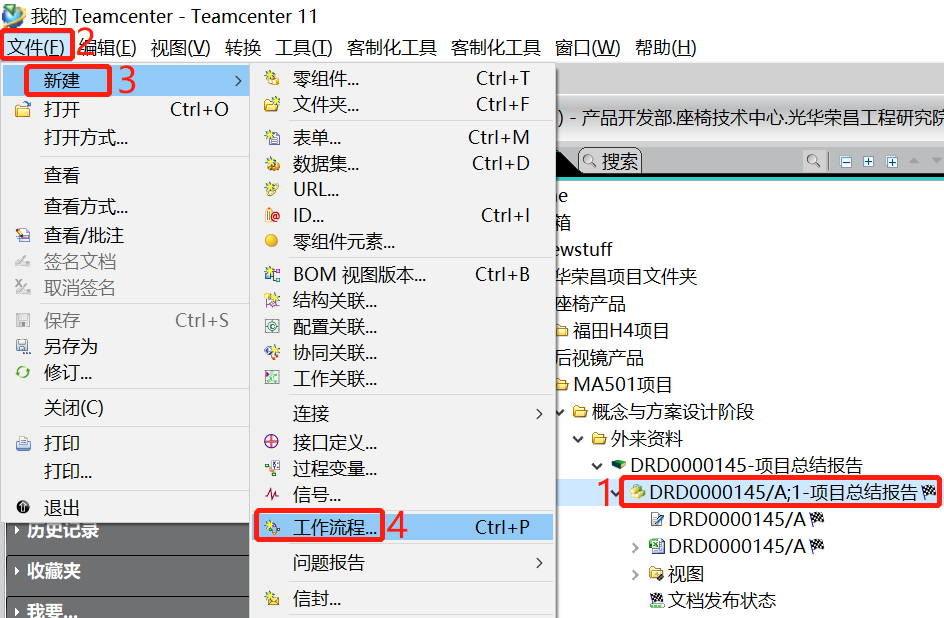 我的 Teamcenter - Teamcenter 11
文件(F) 2 编辑(E) 视图(V) 转换 工具(T) 客制化工具 客制化工具 窗口(W) 帮助(H)
新建 3
打开 Ctrl+O
打开方式...
查看
查看方式...
查看/批注
签名文档
取消签名
保存 Ctrl+S
另存为
修订...
关闭(C)
打印
打印...
退出
历史记录
收藏夹
我要...
零组件... Ctrl+T
文件夹... Ctrl+F
表单... Ctrl+M
数据集... Ctrl+D
URL...
ID... Ctrl+I
零组件元素...
BOM 视图版本... Ctrl+B
结构关联...
配置关联...
协同关联...
工作关联...
连接
接口定义...
过程变量...
信号...
工作流程... 4 Ctrl+P
问题报告
信封...
) - 产品开发部.座椅技术中心.光华荣昌工程研究院
搜索
箱
ewstuff
华荣昌项目文件夹
座椅产品
福田H4项目
后视镜产品
MA501项目
概念与方案设计阶段
外来资料
DRD0000145-项目总结报告
1 DRD0000145/A;1-项目总结报告
DRD0000145/A
DRD0000145/A
视图
文档发布状态